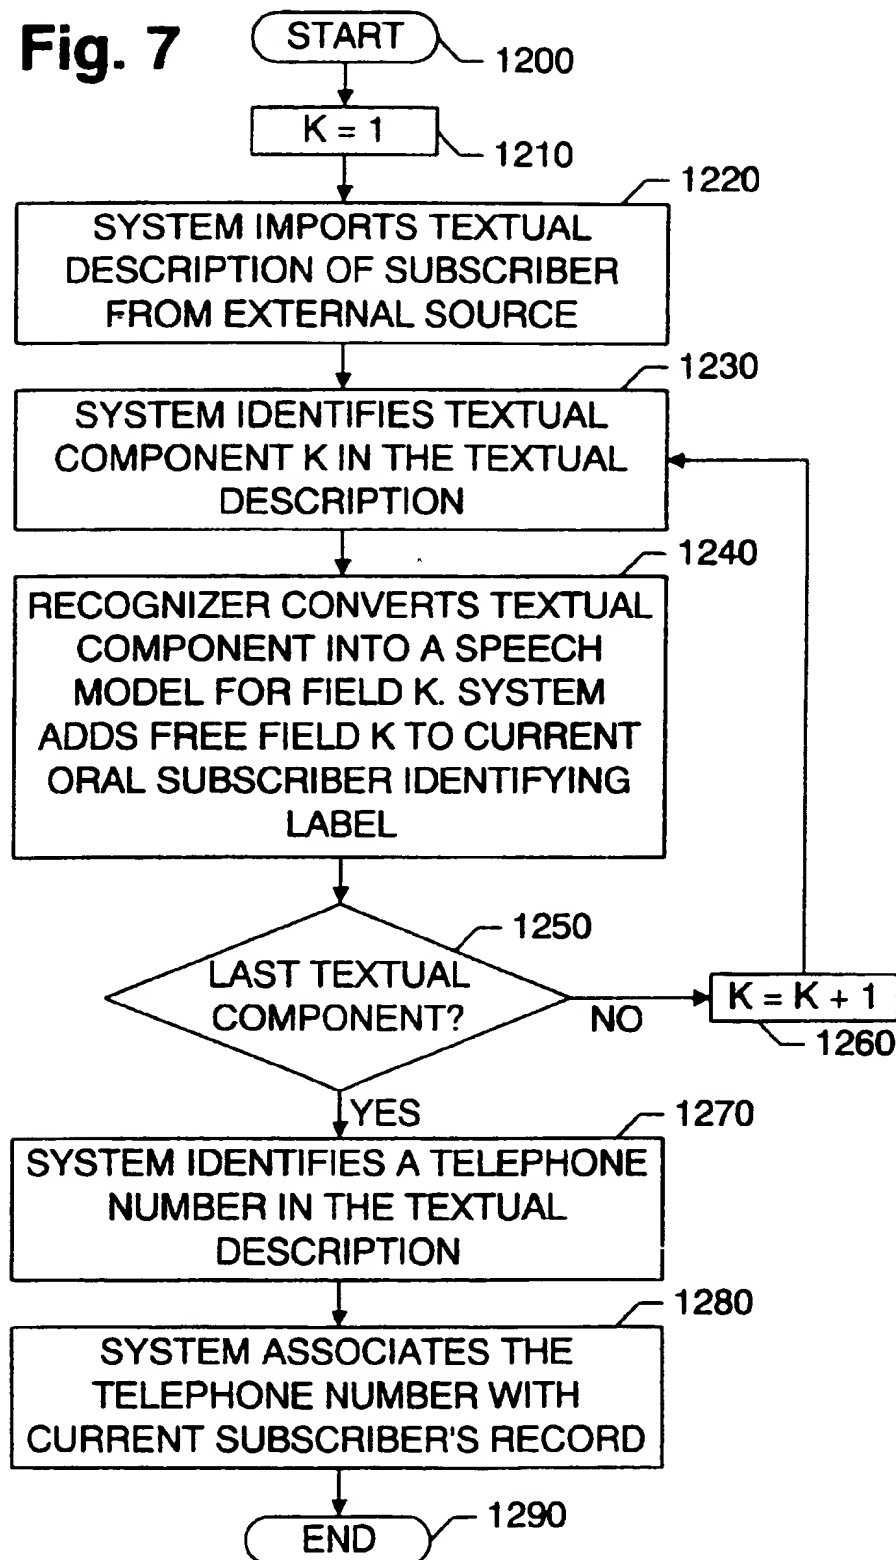 Fig. 7
START
1200
K = 1
1210
1220
SYSTEM IMPORTS TEXTUAL
DESCRIPTION OF SUBSCRIBER
FROM EXTERNAL SOURCE
1230
SYSTEM IDENTIFIES TEXTUAL
COMPONENT K IN THE TEXTUAL
DESCRIPTION
1240
RECOGNIZER CONVERTS TEXTUAL
COMPONENT INTO A SPEECH
MODEL FOR FIELD K. SYSTEM
ADDS FREE FIELD K TO CURRENT
ORAL SUBSCRIBER IDENTIFYING
LABEL
1250
LAST TEXTUAL
COMPONENT?
NO
K = K + 1
1260
YES
1270
SYSTEM IDENTIFIES A TELEPHONE
NUMBER IN THE TEXTUAL
DESCRIPTION
1280
SYSTEM ASSOCIATES THE
TELEPHONE NUMBER WITH
CURRENT SUBSCRIBER'S RECORD
1290
END